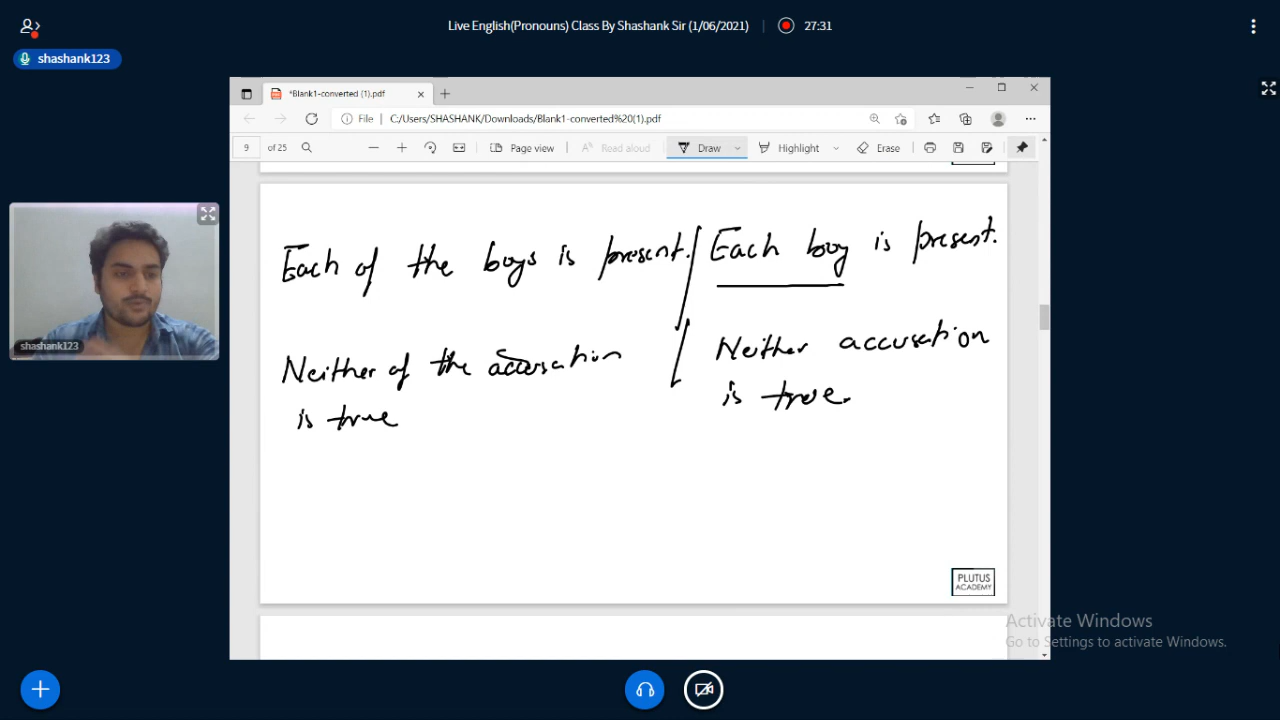 Live English(Pronouns) Class By Shashank Sir (1/06/2021) 27:31
shashank123
*Blank1-converted (1).pdf
File C:/Users/SHASHANK/Downloads/Blank1-converted%20(1).pdf
9 of 25 Page view Read aloud Draw Highlight Erase
Each of the boys is present. / Each boy is present.
Neither of the accusation / Neither accusation
is true is true.
shashank123
PLUTUS
ACADEMY
Activate Windows
Go to Settings to activate Windows.